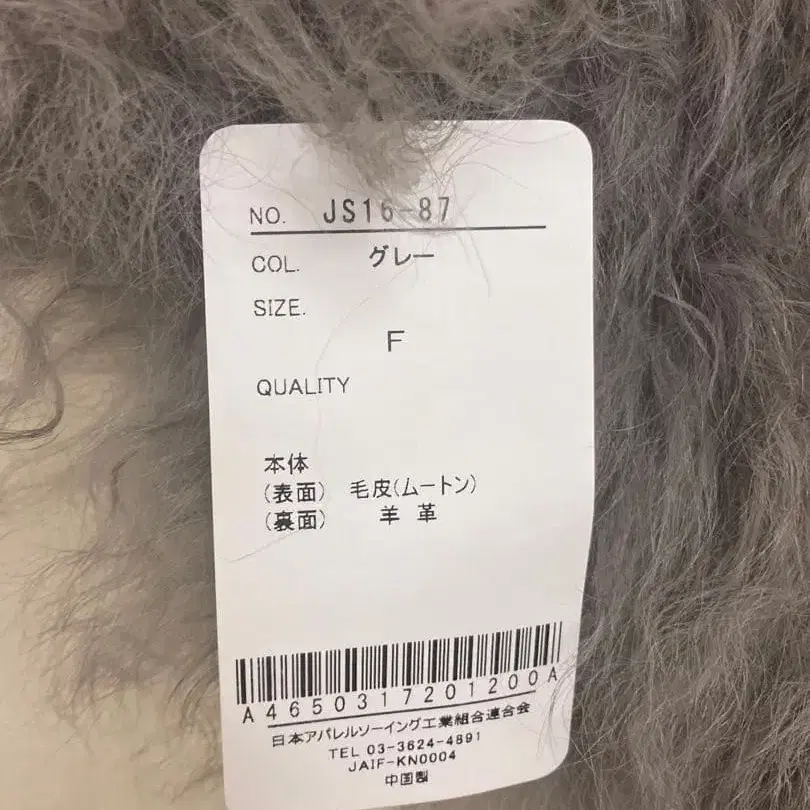 NO. JS16-87
COL. グレー
SIZE.
F
QUALITY
本体
(表面) 毛皮(ムートン)
(裏面) 羊 革
A4650317201200A
日本アパレルソーイング工業組合連合会
TEL 03-3624-4891
JAIF-KN0004
中国製